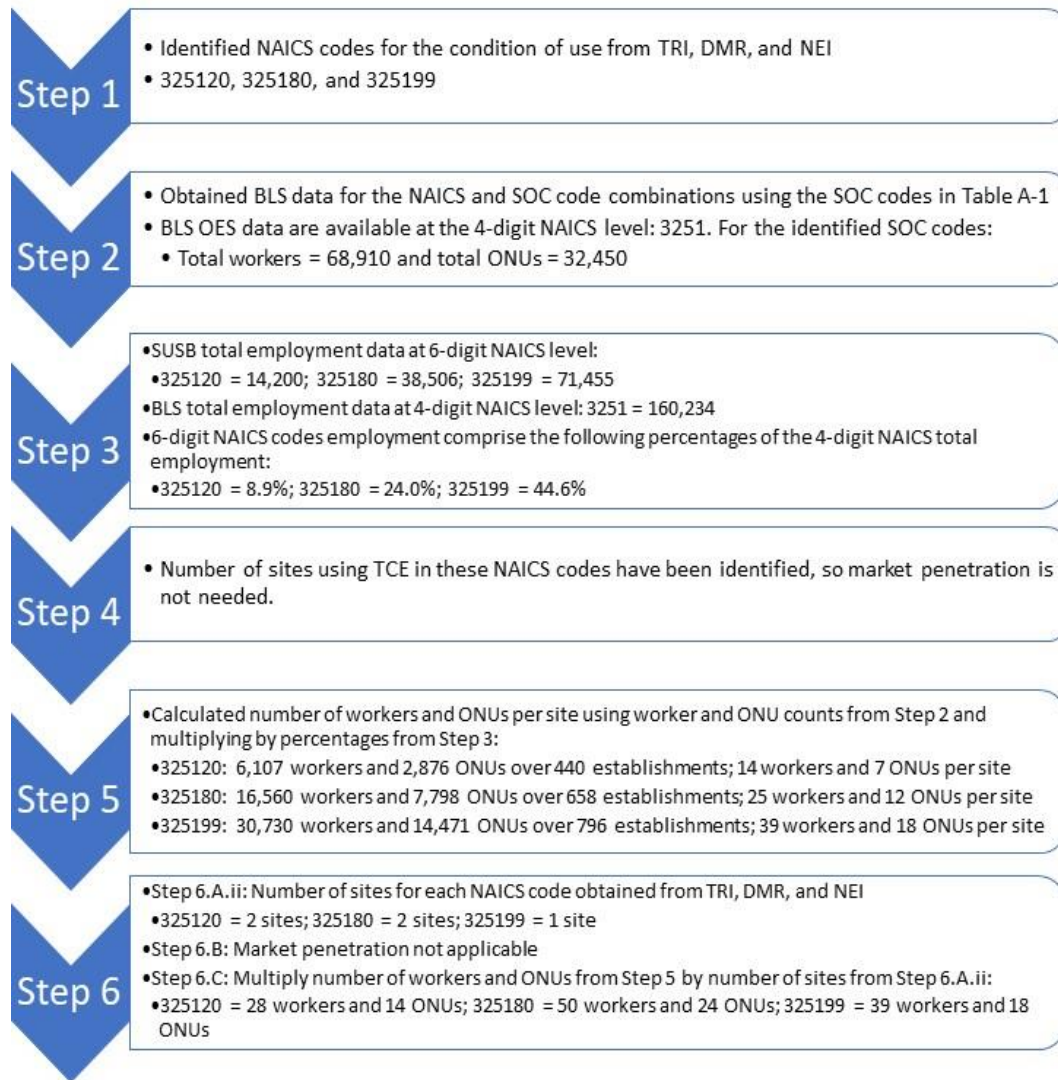 Step 1
• Identified NAICS codes for the condition of use from TRI, DMR, and NEI
• 325120, 325180, and 325199
Step 2
• Obtained BLS data for the NAICS and SOC code combinations using the SOC codes in Table A-1
• BLS OES data are available at the 4-digit NAICS level: 3251. For the identified SOC codes:
• Total workers = 68,910 and total ONUs = 32,450
Step 3
•SUSB total employment data at 6-digit NAICS level:
•325120 = 14,200; 325180 = 38,506; 325199 = 71,455
•BLS total employment data at 4-digit NAICS level: 3251 = 160,234
•6-digit NAICS codes employment comprise the following percentages of the 4-digit NAICS total
employment:
•325120 = 8.9%; 325180 = 24.0%; 325199 = 44.6%
Step 4
• Number of sites using TCE in these NAICS codes have been identified, so market penetration is
not needed.
Step 5
•Calculated number of workers and ONUs per site using worker and ONU counts from Step 2 and
multiplying by percentages from Step 3:
•325120: 6,107 workers and 2,876 ONUs over 440 establishments; 14 workers and 7 ONUs per site
•325180: 16,560 workers and 7,798 ONUs over 658 establishments; 25 workers and 12 ONUs per site
•325199: 30,730 workers and 14,471 ONUs over 796 establishments; 39 workers and 18 ONUs per site
Step 6
•Step 6.A.ii: Number of sites for each NAICS code obtained from TRI, DMR, and NEI
•325120 = 2 sites; 325180 = 2 sites; 325199 = 1 site
•Step 6.B: Market penetration not applicable
•Step 6.C: Multiply number of workers and ONUs from Step 5 by number of sites from Step 6.A.ii:
•325120 = 28 workers and 14 ONUs; 325180 = 50 workers and 24 ONUs; 325199 = 39 workers and 18
ONUs